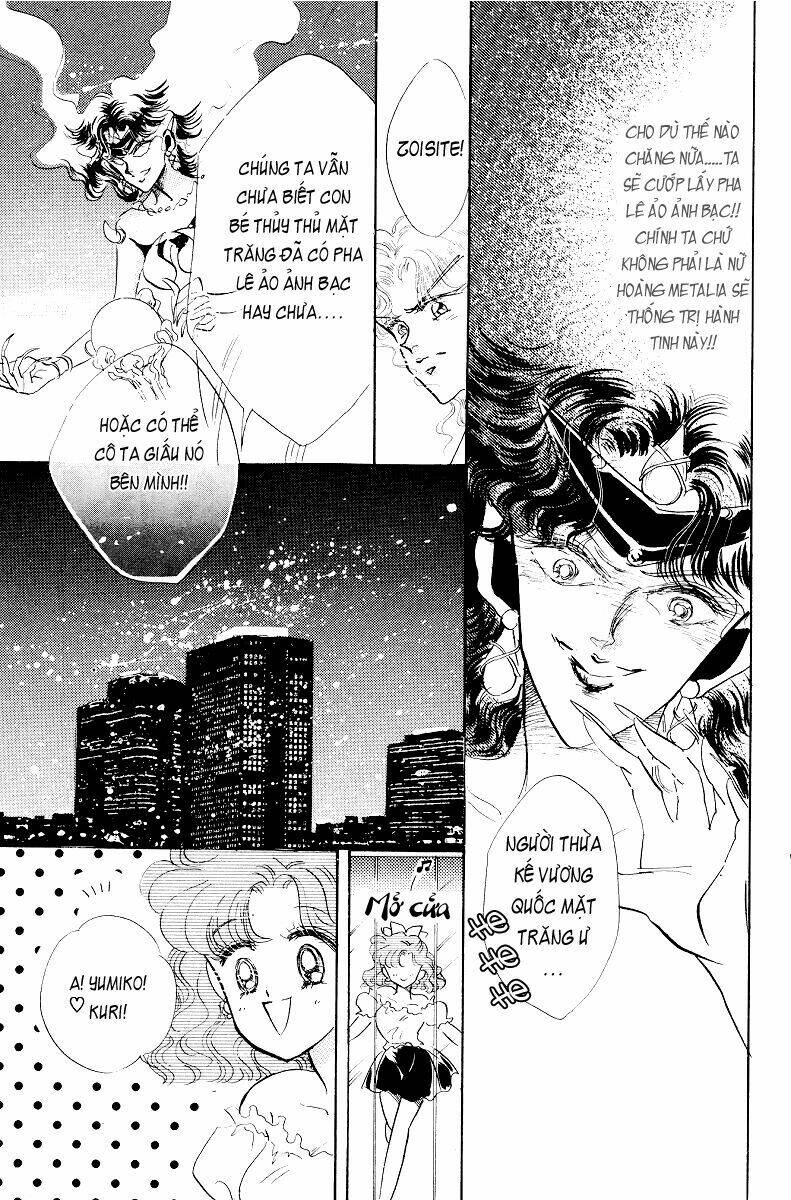 CHO DÙ THẾ NÀO
CHĂNG NỮA.....TA
SẼ CƯỚP LẤY PHA
LÊ ẢO ẢNH BẠC!!
CHÍNH TA CHỨ
KHÔNG PHẢI LÀ NỮ
HOÀNG METALIA SẼ
THỐNG TRỊ HÀNH
TINH NÀY!!
NGƯỜI THỪA
KẾ VƯƠNG
QUỐC MẶT
TRĂNG Ư
...
ZOISITE!
CHÚNG TA VẪN
CHƯA BIẾT CON
BÉ THỦY THỦ MẶT
TRĂNG ĐÃ CÓ PHA
LÊ ẢO ẢNH BẠC
HAY CHƯA....
HOẶC CÓ THỂ
CÔ TA GIẤU NÓ
BÊN MÌNH!!
Mở cửa
A! YUMIKO!
♡ KURI!